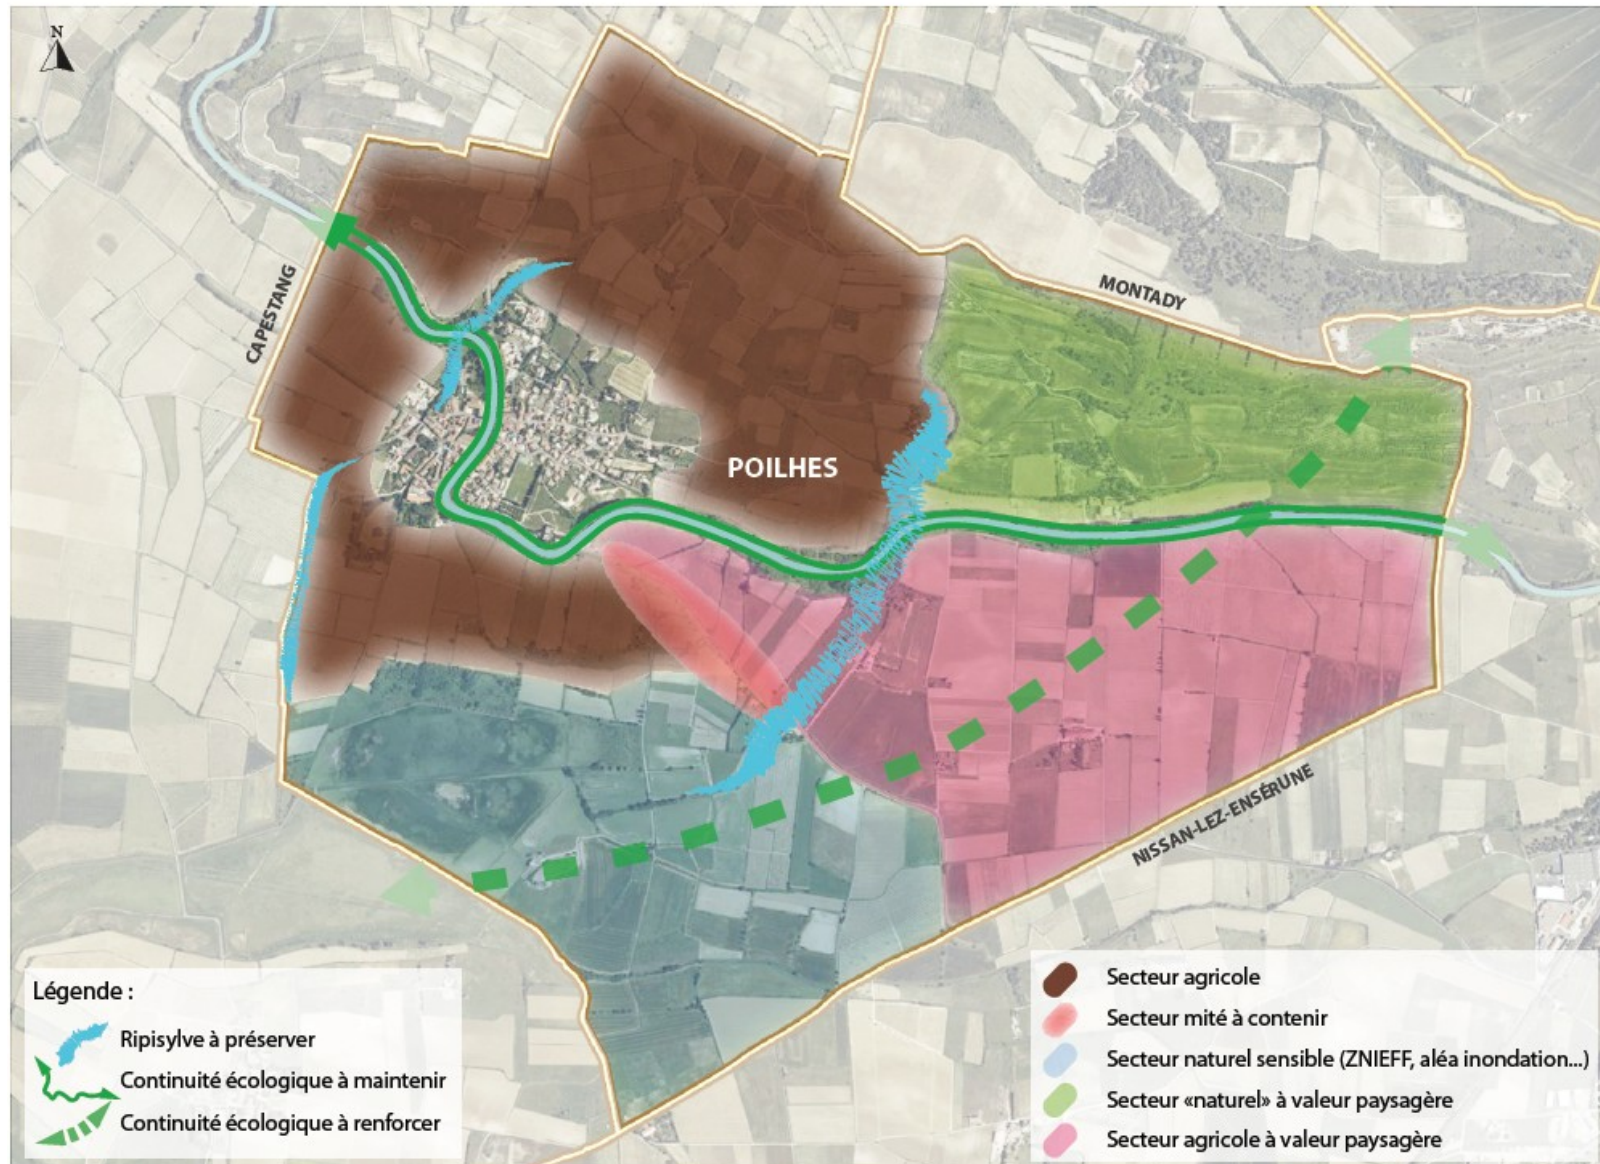 N
CAPESTANG
MONTADY
POILHES
NISSAN-LEZ-ENSÉRUNE
Légende :
Ripisylve à préserver
Continuité écologique à maintenir
Continuité écologique à renforcer
Secteur agricole
Secteur mité à contenir
Secteur naturel sensible (ZNIEFF, aléa inondation...)
Secteur «naturel» à valeur paysagère
Secteur agricole à valeur paysagère